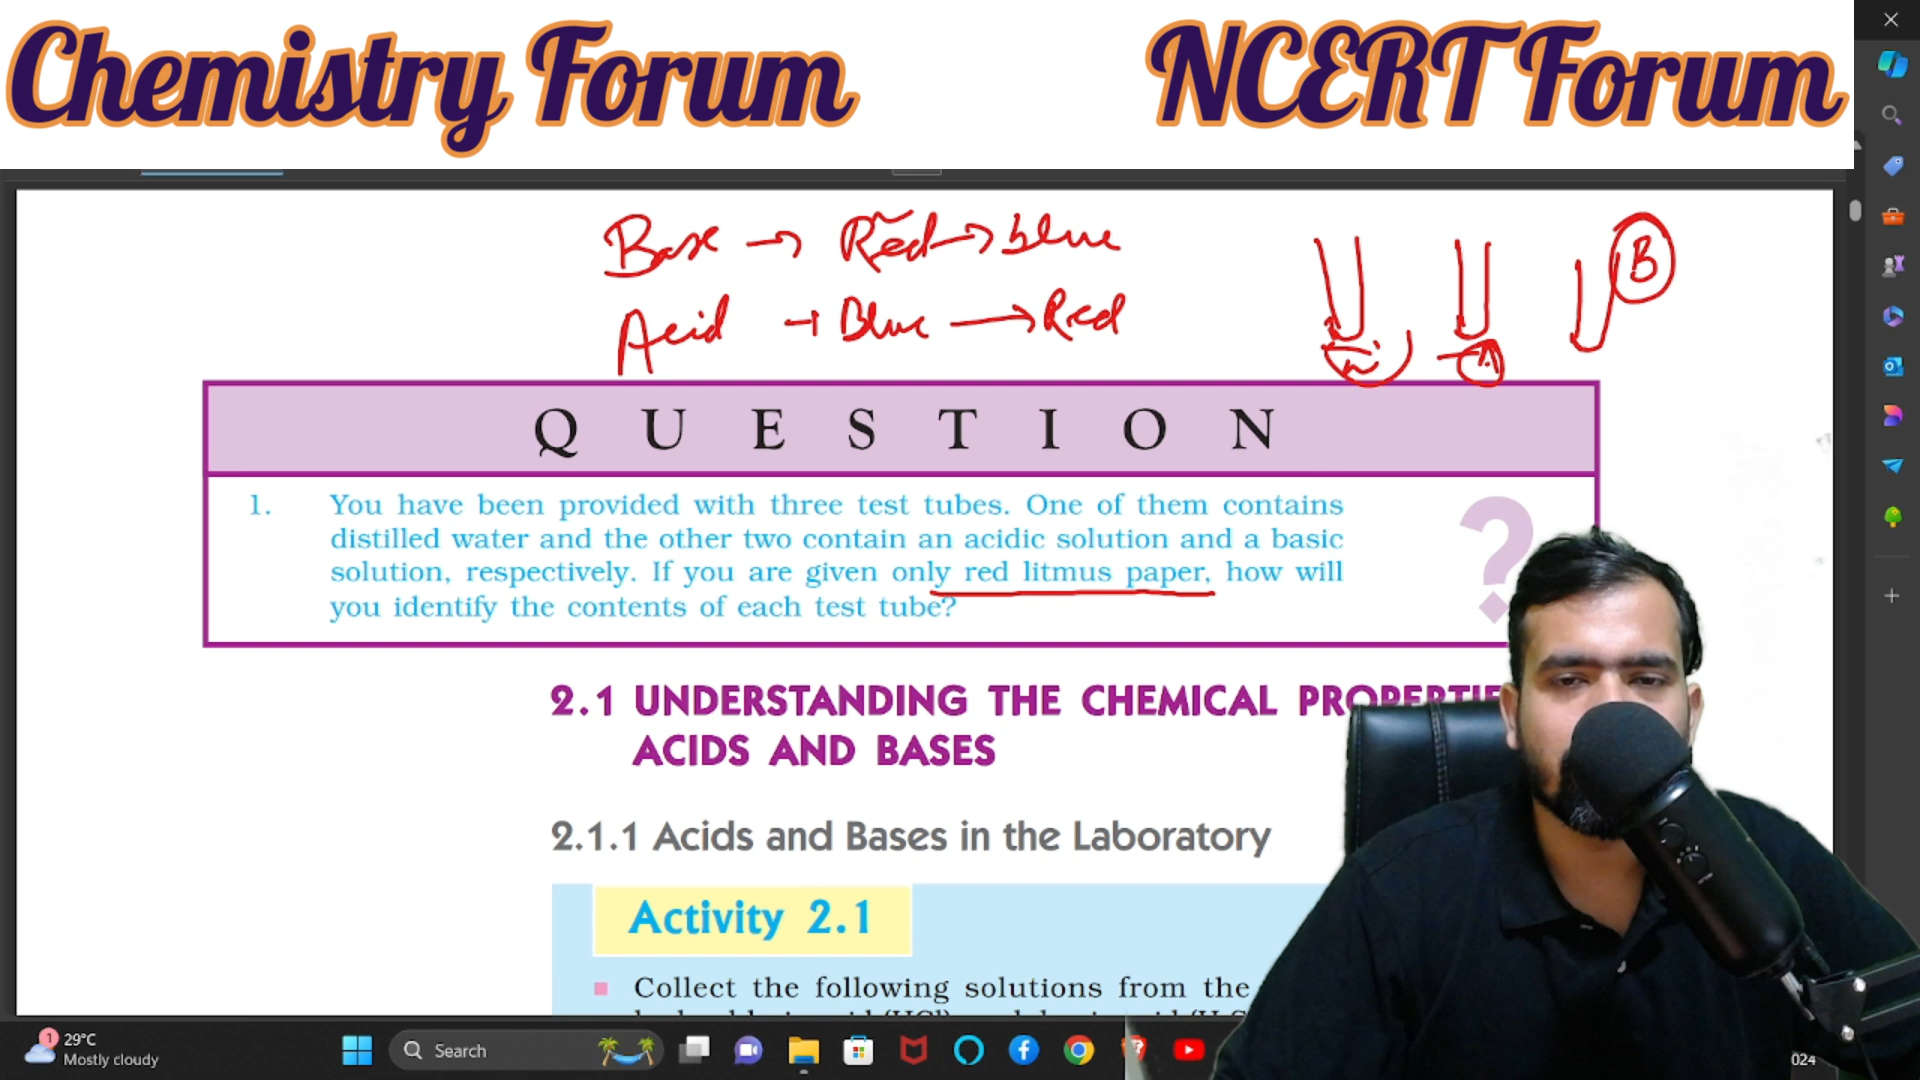 Chemistry Forum
NCERT Forum
Base → Red → blue
Acid → Blue → Red
B
A
QUESTION
1. You have been provided with three test tubes. One of them contains
distilled water and the other two contain an acidic solution and a basic
solution, respectively. If you are given only red litmus paper, how will
you identify the contents of each test tube?
?
2.1 UNDERSTANDING THE CHEMICAL
ACIDS AND BASES
2.1.1 Acids and Bases in the Laboratory
Activity 2.1
Collect the following solutions from the
1
29°C
Mostly cloudy
Search
024